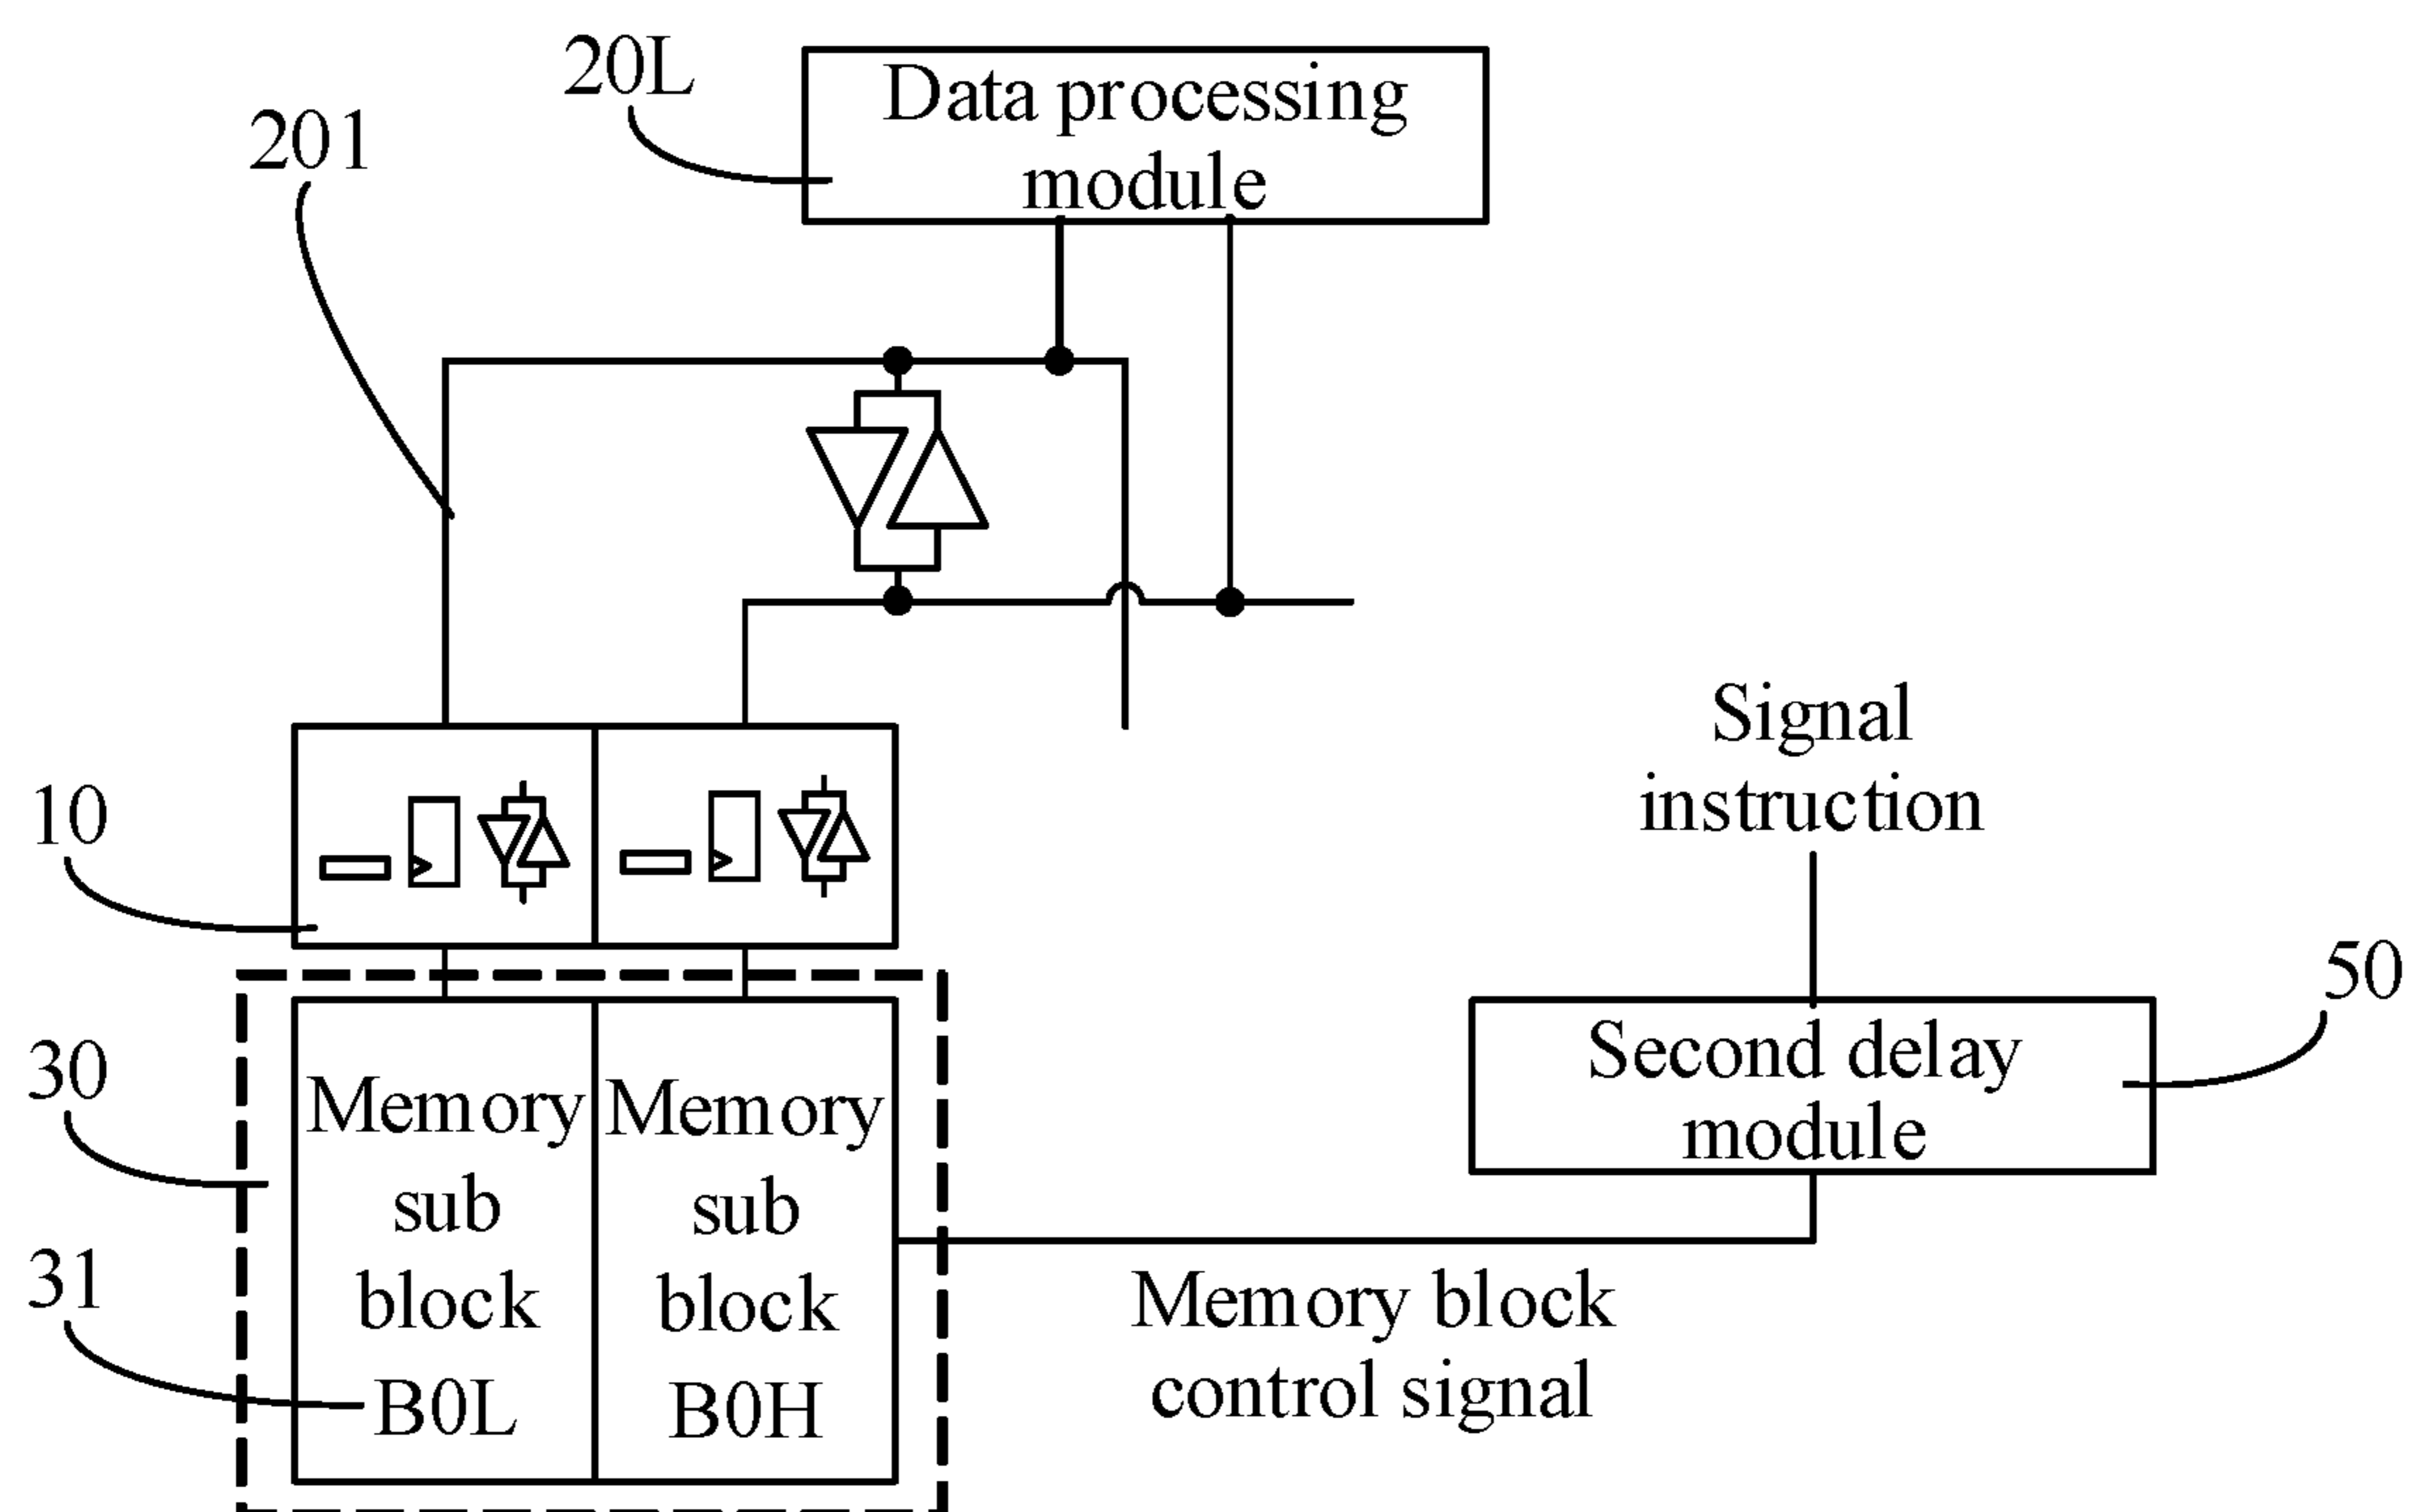 20L
Data processing
module
201
Signal
instruction
10
50
Second delay
module
30
Memory
sub
block
B0L
Memory
sub
block
B0H
31
Memory block
control signal